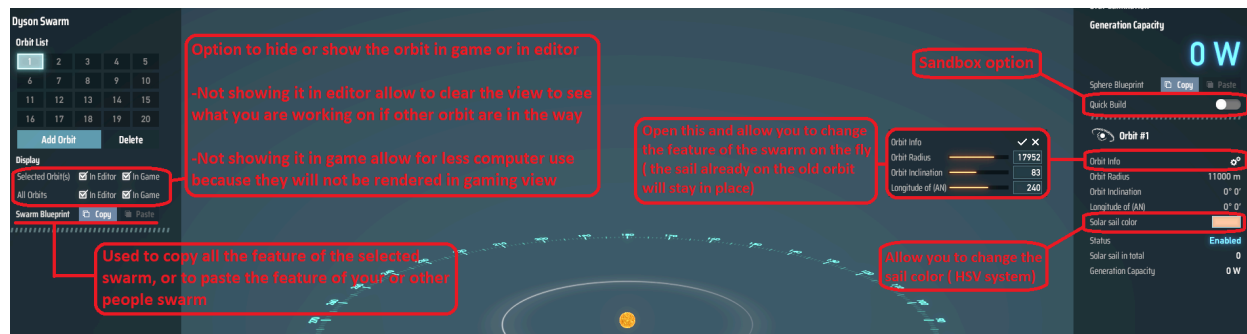 Dyson Swarm
Orbit List
1 2 3 4 5
6 7 8 9 10
11 12 13 14 15
16 17 18 19 20
Add Orbit Delete
Display
Selected Orbit(s) In Editor In Game
All Orbits In Editor In Game
Swarm Blueprint Copy Paste
Option to hide or show the orbit in game or in editor
-Not showing it in editor allow to clear the view to see
what you are working on if other orbit are in the way
-Not showing it in game allow for less computer use
because they will not be rendered in gaming view
Used to copy all the feature of the selected
swarm, or to paste the feature of your or other
people swarm
Open this and allow you to change
the feature of the swarm on the fly
( the sail already on the old orbit
will stay in place)
Orbit Info
Orbit Radius 17952
Orbit Inclination 83
Longitude of (AN) 240
Sandbox option
Allow you to change the
sail color ( HSV system)
Generation Capacity
0 W
Sphere Blueprint Copy Paste
Quick Build
Orbit #1
Orbit Info
Orbit Radius 11000 m
Orbit Inclination 0° 0'
Longitude of (AN) 0° 0'
Solar sail color
Status Enabled
Solar sail in total 0
Generation Capacity 0 W